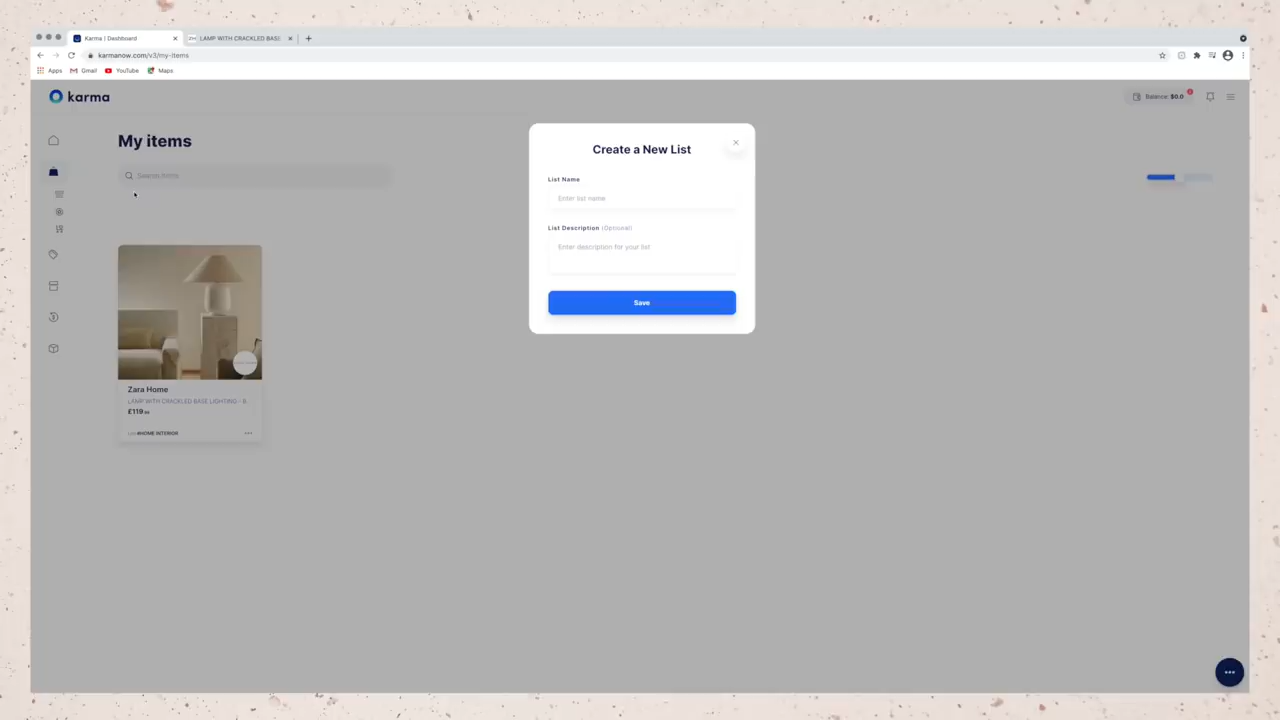 Karma | Dashboard
ZH LAMP WITH CRACKLED BASE
karmanow.com/v3/my-items
Apps Gmail YouTube Maps
karma
Balance: $0.0
My items
Search items
Create a New List
List Name
Enter list name
List Description (Optional)
Enter description for your list
Save
Zara Home
LAMP WITH CRACKLED BASE LIGHTING - B
£119
#HOME INTERIOR